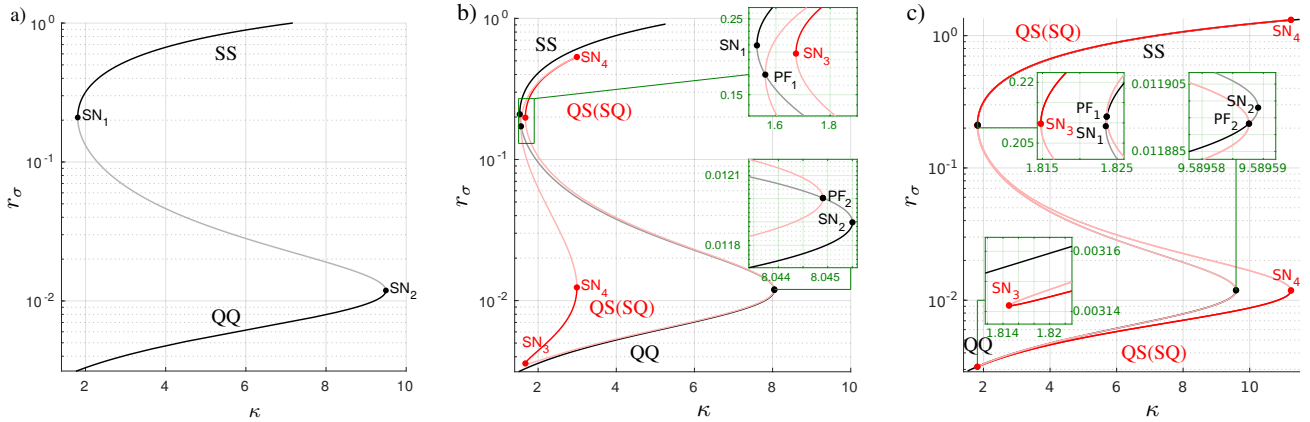 a)
r_σ
10^0
10^-1
10^-2
SS
SN_1
SN_2
QQ
2
4
6
8
10
κ
b)
r_σ
10^0
10^-1
10^-2
SS
SN_4
QS(SQ)
0.25
0.15
SN_1
PF_1
SN_3
1.6
1.8
0.0121
0.0118
PF_2
SN_2
8.044
8.045
SN_4
QS(SQ)
SN_3
QQ
2
4
6
8
10
κ
c)
r_σ
10^0
10^-1
10^-2
QS(SQ)
SS
SN_4
0.22
0.205
SN_3
PF_1
SN_1
1.815
1.825
0.011905
0.011885
SN_2
PF_2
9.58958
9.58959
SN_3
0.00316
0.00314
1.814
1.82
SN_4
QQ
QS(SQ)
2
4
6
8
10
κ